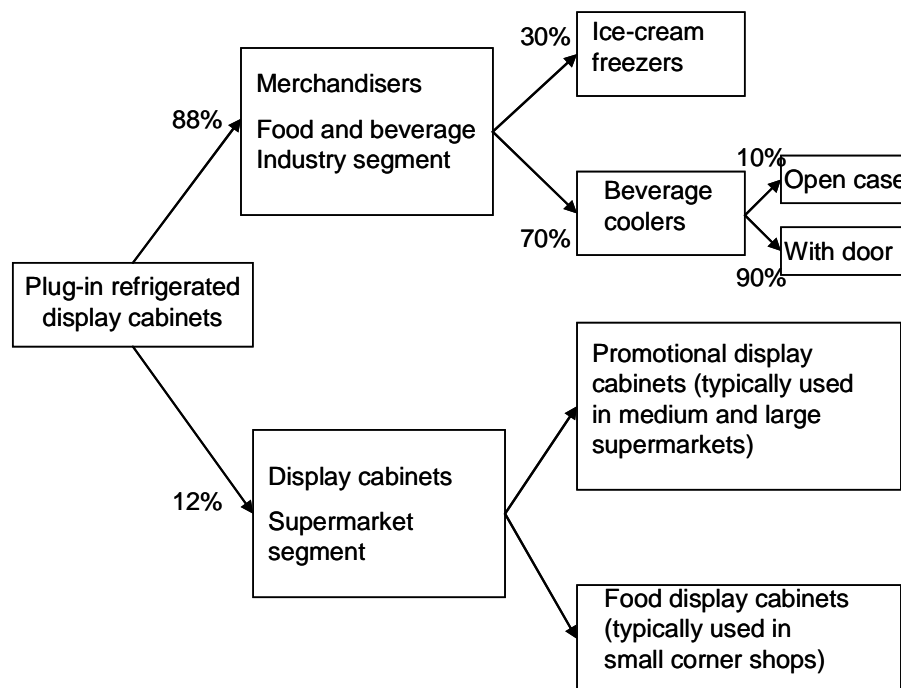 30%
Ice-cream
freezers
Merchandisers
Food and beverage
Industry segment
88%
10%
Open case
Beverage
coolers
70%
With door
90%
Plug-in refrigerated
display cabinets
Promotional display
cabinets (typically used
in medium and large
supermarkets)
12%
Display cabinets
Supermarket
segment
Food display cabinets
(typically used in
small corner shops)